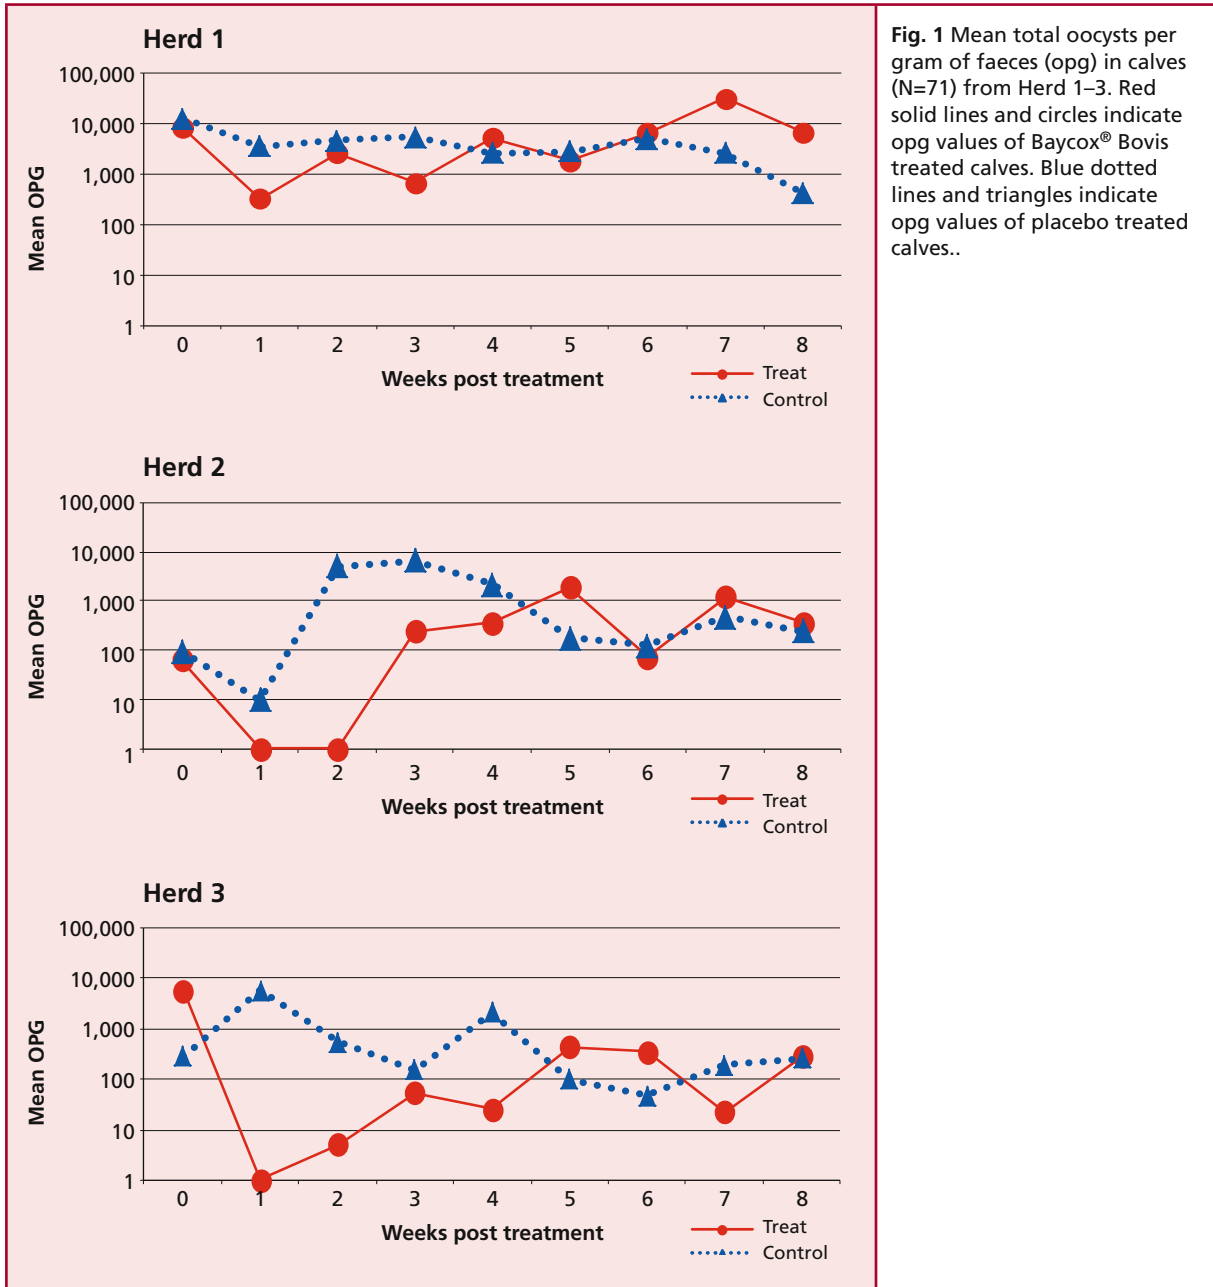 Herd 1
100,000
10,000
1,000
100
10
1
Mean OPG
0 1 2 3 4 5 6 7 8
Weeks post treatment
Treat
Control
Herd 2
100,000
10,000
1,000
100
10
1
Mean OPG
0 1 2 3 4 5 6 7 8
Weeks post treatment
Treat
Control
Herd 3
100,000
10,000
1,000
100
10
1
Mean OPG
0 1 2 3 4 5 6 7 8
Weeks post treatment
Treat
Control
Fig. 1 Mean total oocysts per
gram of faeces (opg) in calves
(N=71) from Herd 1–3. Red
solid lines and circles indicate
opg values of Baycox® Bovis
treated calves. Blue dotted
lines and triangles indicate
opg values of placebo treated
calves..